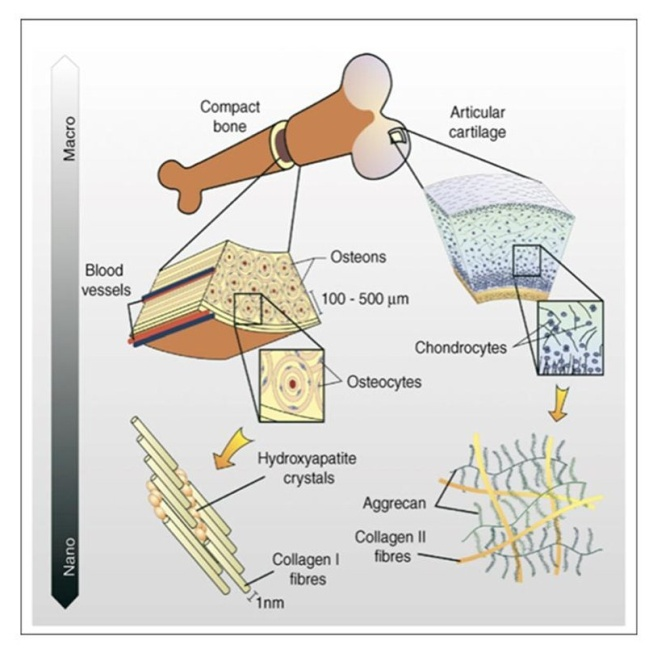 Macro
Compact
bone
Articular
cartilage
Blood
vessels
Osteons
100 - 500 µm
Chondrocytes
Osteocytes
Hydroxyapatite
crystals
Aggrecan
Collagen II
fibres
Collagen I
fibres
1nm
Nano